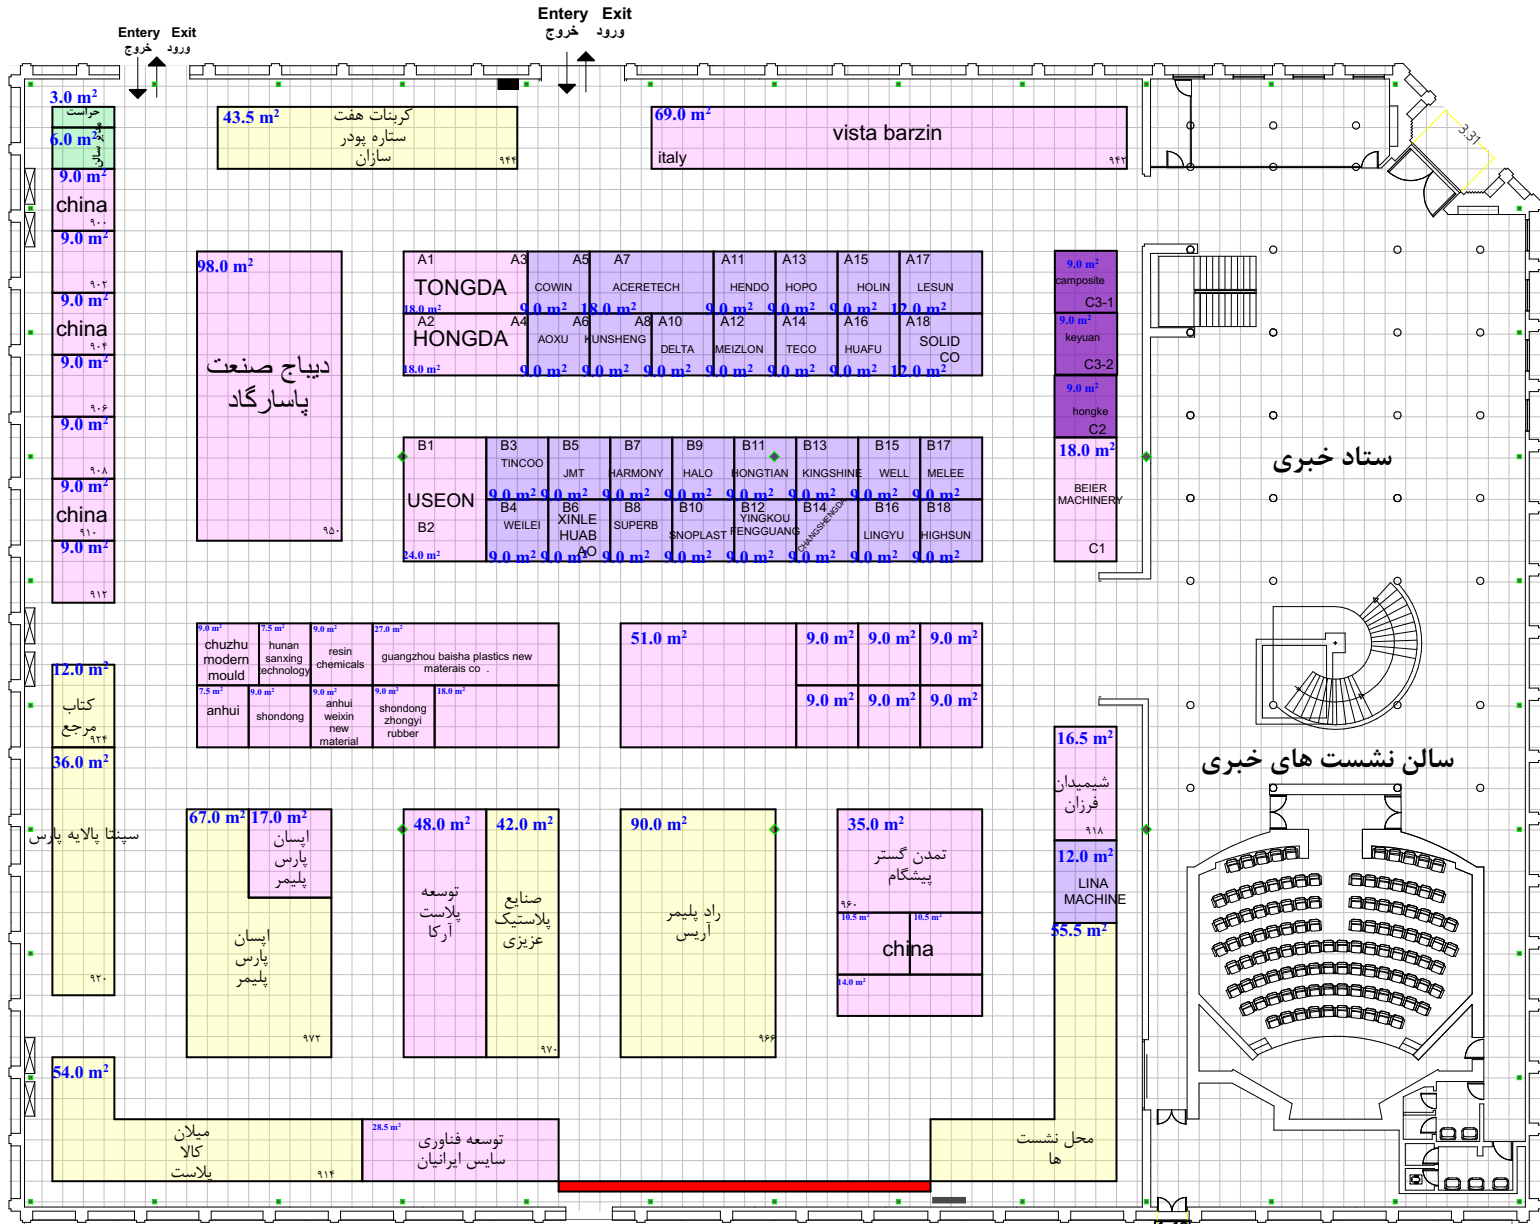 Entery Exit
خروج ورود
Entery Exit
خروج ورود
3.0 m²
حراست
6.0 m²
سالن
43.5 m²
کربنات هفت
ستاره پودر
سازان
۹۴۴
69.0 m²
vista barzin
italy
۹۴۲
3.31
9.0 m²
china
۹۰۰
9.0 m²
۹۰۲
9.0 m²
china
۹۰۴
9.0 m²
۹۰۶
9.0 m²
۹۰۸
9.0 m²
china
۹۱۰
9.0 m²
۹۱۲
98.0 m²
دیباج صنعت
پاسارگاد
۹۵۰
A1 A3
TONGDA
18.0 m²
A5
COWIN
9.0 m²
A7
ACERETECH
18.0 m²
A11
HENDO
9.0 m²
A13
HOPO
9.0 m²
A15
HOLIN
9.0 m²
A17
LESUN
12.0 m²
A2 A4
HONGDA
18.0 m²
A6
AOXU
9.0 m²
A8
KUNSHENG
9.0 m²
A10
DELTA
9.0 m²
A12
MEIZLON
9.0 m²
A14
TECO
9.0 m²
A16
HUAFU
9.0 m²
A18
SOLID
CO
12.0 m²
9.0 m²
camposite
C3-1
9.0 m²
keyuan
C3-2
9.0 m²
hongke
C2
18.0 m²
BEIER
MACHINERY
C1
B1
USEON
B2
24.0 m²
B3
TINCOO
9.0 m²
B5
JMT
9.0 m²
B7
HARMONY
9.0 m²
B9
HALO
9.0 m²
B11
HONGTIAN
9.0 m²
B13
KINGSHINE
9.0 m²
B15
WELL
9.0 m²
B17
MELEE
9.0 m²
B4
WEILEI
9.0 m²
B6
XINLE
HUAB
AO
9.0 m²
B8
SUPERB
9.0 m²
B10
SNOPLAST
9.0 m²
B12
YINGKOU
FENGGUANG
9.0 m²
B14
CHANGSHENGDA
9.0 m²
B16
LINGYU
9.0 m²
B18
HIGHSUN
9.0 m²
ستاد خبری
9.0 m²
chuzhu
modern
mould
7.5 m²
hunan
sanxing
technology
9.0 m²
resin
chemicals
27.0 m²
guangzhou baisha plastics new
materais co .
7.5 m²
anhui
9.0 m²
shondong
9.0 m²
anhui
weixin
new
material
9.0 m²
shondong
zhongyi
rubber
18.0 m²
51.0 m²
9.0 m² 9.0 m² 9.0 m²
9.0 m² 9.0 m² 9.0 m²
12.0 m²
کتاب
مرجع
۹۲۴
36.0 m²
سپنتا پالایه پارس
۹۲۰
67.0 m²
اپسان
پارس
پلیمر
۹۷۲
17.0 m²
اپسان
پارس
پلیمر
48.0 m²
توسعه
پلاست
آرکا
42.0 m²
صنایع
پلاستیک
عزیزی
۹۷۰
90.0 m²
راد پلیمر
آریس
۹۶۶
35.0 m²
تمدن گستر
پیشگام
۹۶۰
10.5 m² 10.5 m²
china
14.0 m²
16.5 m²
شیمیدان
فرزان
۹۱۸
12.0 m²
LINA
MACHINE
55.5 m²
محل نشست
ها
سالن نشست های خبری
54.0 m²
میلان
کالا
پلاست
۹۱۴
28.5 m²
توسعه فناوری
سایس ایرانیان